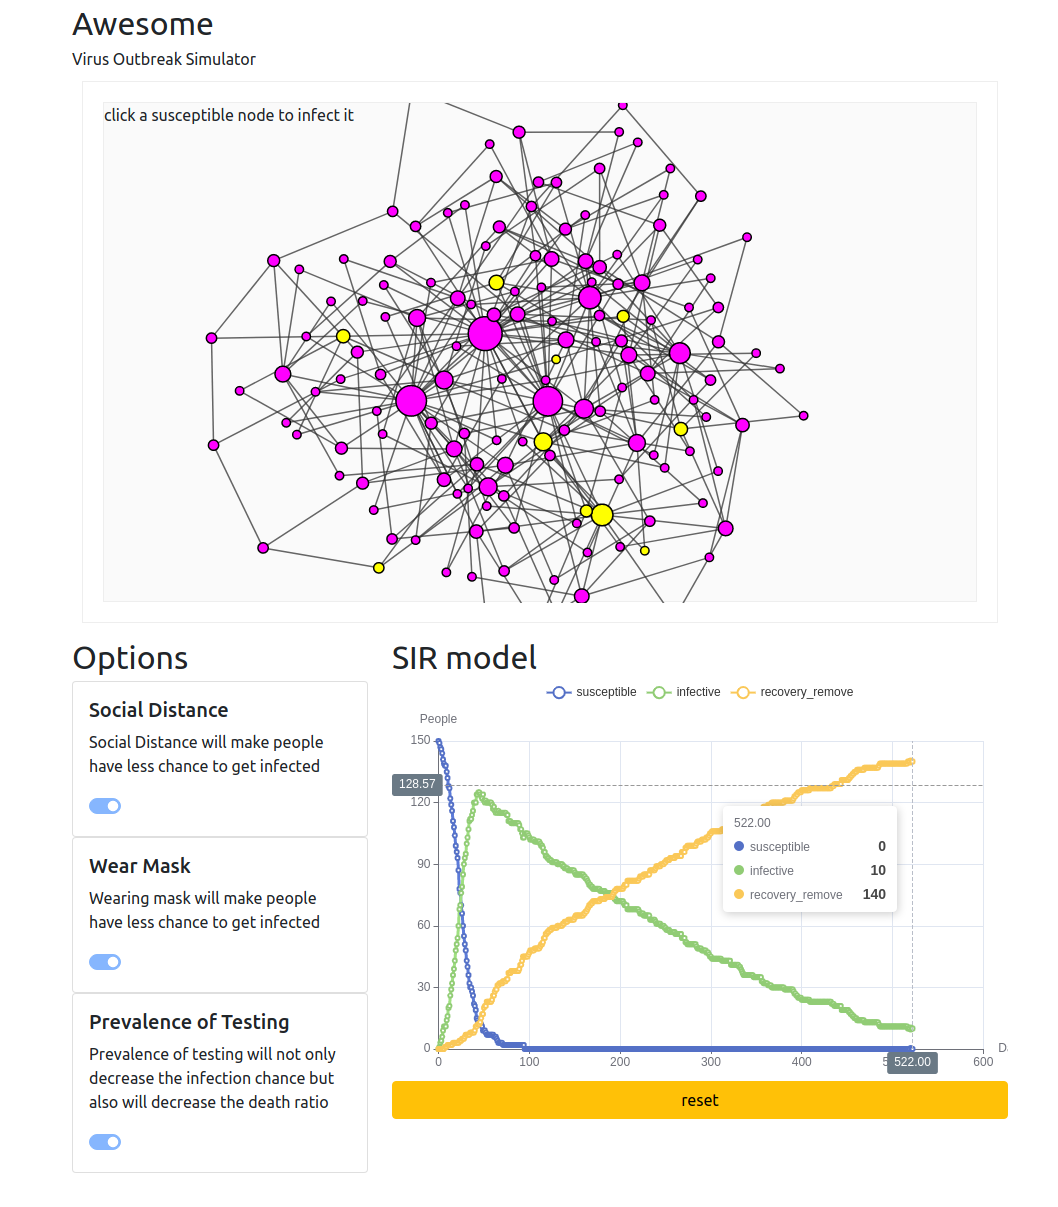 Awesome
Virus Outbreak Simulator
click a susceptible node to infect it
Options
Social Distance
Social Distance will make people
have less chance to get infected
Wear Mask
Wearing mask will make people
have less chance to get infected
Prevalence of Testing
Prevalence of testing will not only
decrease the infection chance but
also will decrease the death ratio
SIR model
susceptible infective recovery_remove
People
150
128.57
120
90
60
30
0
522.00
susceptible 0
infective 10
recovery_remove 140
0 100 200 300 400 522.00 600
reset